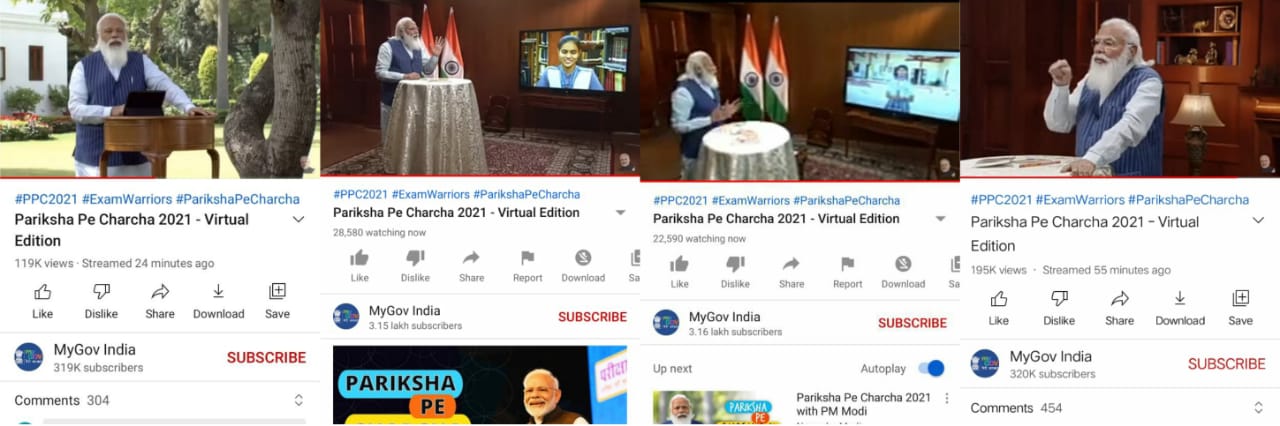 #PPC2021 #ExamWarriors #ParikshaPeCharcha
Pariksha Pe Charcha 2021 - Virtual
Edition
119K views · Streamed 24 minutes ago
Like Dislike Share Download Save
MyGov India
319K subscribers
SUBSCRIBE
Comments 304
#PPC2021 #ExamWarriors #ParikshaPeCharcha
Pariksha Pe Charcha 2021 - Virtual Edition
28,580 watching now
Like Dislike Share Report Download Sa
MyGov India
3.15 lakh subscribers
SUBSCRIBE
PARIKSHA
PE
परीक्षा
#PPC2021 #ExamWarriors #ParikshaPeCharcha
Pariksha Pe Charcha 2021 - Virtual Edition
22,590 watching now
Like Dislike Share Report Download Sa
MyGov India
3.16 lakh subscribers
SUBSCRIBE
Up next
Autoplay
PARIKSHA
PE
Pariksha Pe Charcha 2021
with PM Modi
#PPC2021 #ExamWarriors #ParikshaPeCharcha
Pariksha Pe Charcha 2021 - Virtual
Edition
195K views · Streamed 55 minutes ago
Like Dislike Share Download Save
MyGov India
320K subscribers
SUBSCRIBE
Comments 454